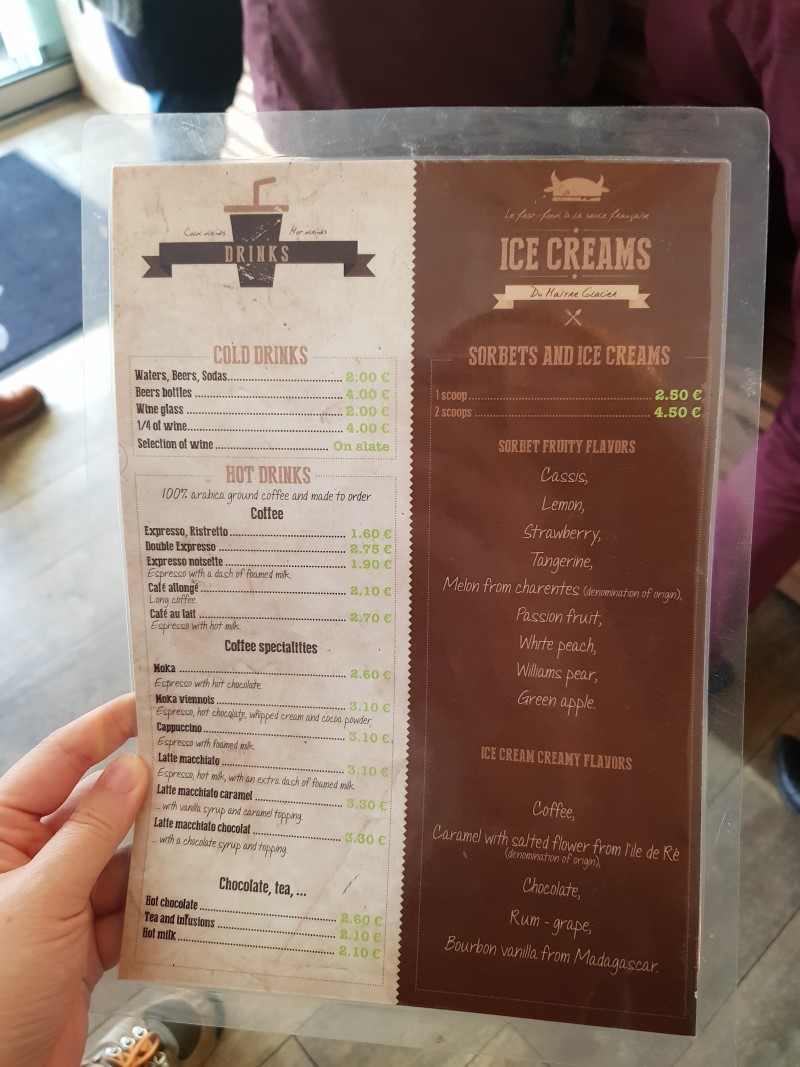 Cold drinks Hot drinks
DRINKS
COLD DRINKS
Waters, Beers, Sodas 2.00 €
Beers bottles 4.00 €
Wine glass 2.00 €
1/4 of wine 4.00 €
Selection of wine On slate
HOT DRINKS
100% arabica ground coffee and made to order
Coffee
Expresso, Ristretto 1.60 €
Double Expresso 2.75 €
Expresso noisette 1.90 €
Espresso with a dash of foamed milk.
Café allongé 2.10 €
Long coffee.
Café au lait 2.70 €
Espresso with hot milk.
Coffee specialities
Moka 2.60 €
Espresso with hot chocolate.
Moka viennois 3.10 €
Espresso, hot chocolate, whipped cream and cocoa powder,
Cappuccino 3.10 €
Espresso with foamed milk.
Latte macchiato 3.10 €
Espresso, hot milk, with an extra dash of foamed milk.
Latte macchiato caramel 3.30 €
... with vanilla syrup and caramel topping.
Latte macchiato chocolat 3.30 €
... with a chocolate syrup and topping.
Chocolate, tea, ...
Hot chocolate 2.60 €
Tea and infusions 2.10 €
Hot milk 2.10 €
Le fast-food à la sauce française
ICE CREAMS
Du Maitre Glacier
SORBETS AND ICE CREAMS
1 scoop 2.50 €
2 scoops 4.50 €
SORBET FRUITY FLAVORS
Cassis,
Lemon,
Strawberry,
Tangerine,
Melon from charentes (denomination of origin),
Passion fruit,
White peach,
Williams pear,
Green apple.
ICE CREAM CREAMY FLAVORS
Coffee,
Caramel with salted flower from l'ile de Ré
(denomination of origin),
Chocolate,
Rum - grape,
Bourbon vanilla from Madagascar.